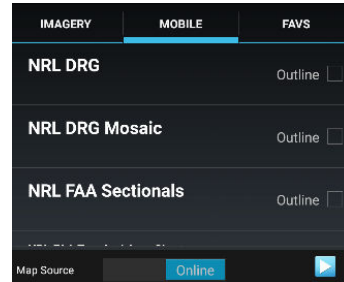 IMAGERY MOBILE FAVS
NRL DRG
Outline
NRL DRG Mosaic
Outline
NRL FAA Sectionals
Outline
Map Source Online